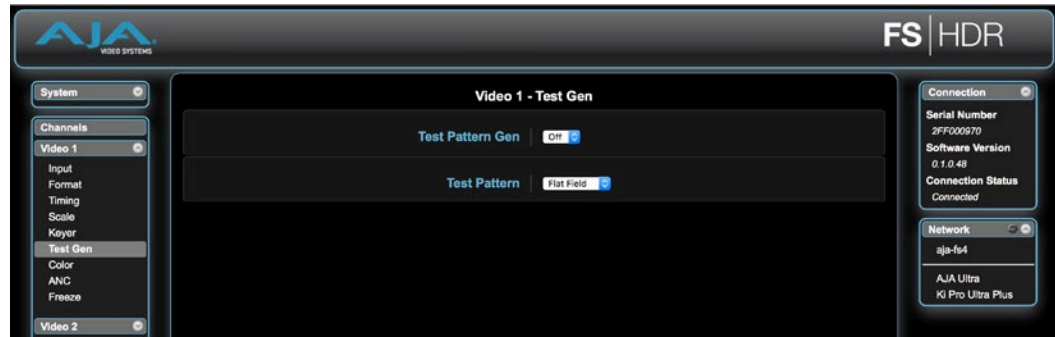 AJA
VIDEO SYSTEMS
FS|HDR
System
Channels
Video 1
Input
Format
Timing
Scale
Keyer
Test Gen
Color
ANC
Freeze
Video 2
Video 1 - Test Gen
Test Pattern Gen Off
Test Pattern Flat Field
Connection
Serial Number
2FF000970
Software Version
0.1.0.48
Connection Status
Connected
Network
aja-fs4
AJA Ultra
Ki Pro Ultra Plus